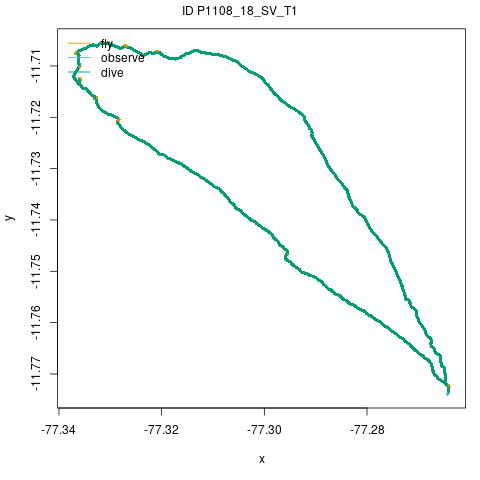 ID P1108_18_SV_T1
fly
observe
dive
-11.71
-11.72
-11.73
-11.74
-11.75
-11.76
-11.77
y
-77.34
-77.32
-77.30
-77.28
x